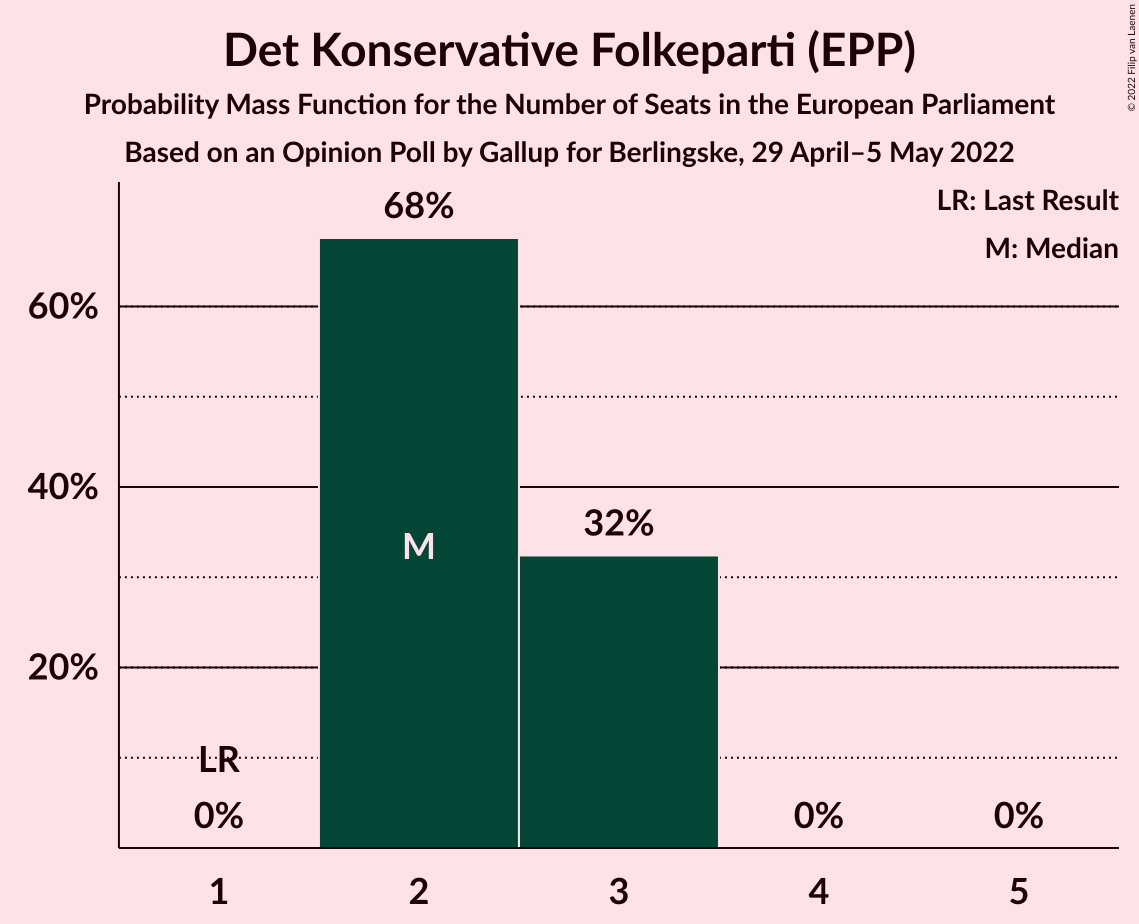 Det Konservative Folkeparti (EPP)
Probability Mass Function for the Number of Seats in the European Parliament
Based on an Opinion Poll by Gallup for Berlingske, 29 April–5 May 2022
© 2022 Filip van Laenen
LR: Last Result
M: Median
68%
60%
40%
32%
M
20%
LR
0%
0%
0%
1
2
3
4
5